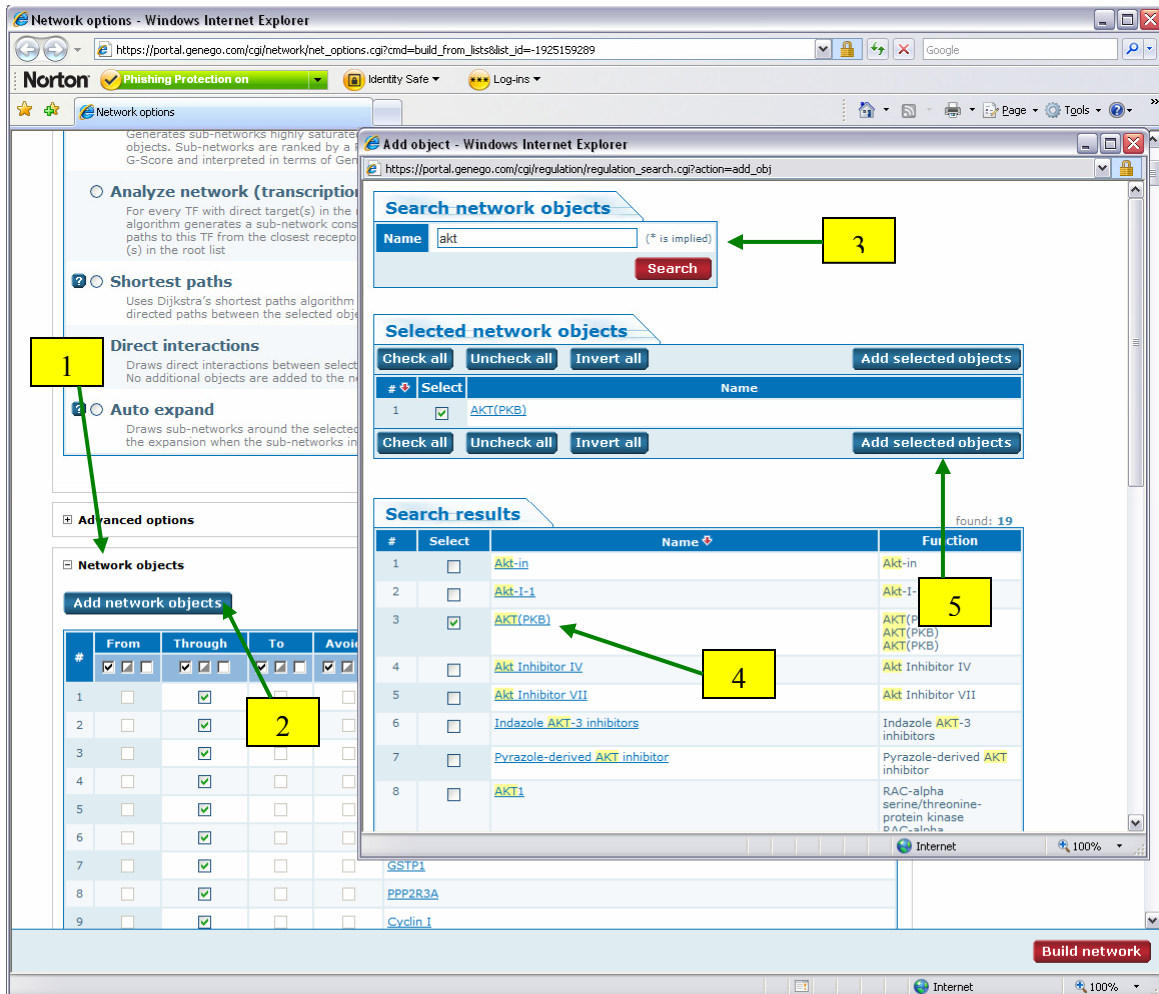 Network options - Windows Internet Explorer
https://portal.genego.com/cgi/network/net_options.cgi?cmd=build_from_lists&list_id=-1925159289
Google
Norton Phishing Protection on Identity Safe Log-ins
Network options
Page Tools
Generates sub-networks highly saturated
objects. Sub-networks are ranked by a
G-Score and interpreted in terms of Gen
Analyze network (transcription
For every TF with direct target(s) in the
algorithm generates a sub-network cons
paths to this TF from the closest recepto
(s) in the root list
Shortest paths
Uses Dijkstra's shortest paths algorithm
directed paths between the selected obje
Direct interactions
Draws direct interactions between select
No additional objects are added to the ne
Auto expand
Draws sub-networks around the selected
the expansion when the sub-networks in
1
Advanced options
Network objects
Add network objects
# From Through To Avoid
1
2
3
4
5
6
7 GSTP1
8 PPP2R3A
9 Cyclin I
2
Add object - Windows Internet Explorer
https://portal.genego.com/cgi/regulation/regulation_search.cgi?action=add_obj
Search network objects
Name akt (* is implied)
Search
3
Selected network objects
Check all Uncheck all Invert all Add selected objects
# Select Name
1 AKT(PKB)
Check all Uncheck all Invert all Add selected objects
Search results
found: 19
# Select Name Function
1 Akt-in Akt-in
2 Akt-I-1 Akt-I-
3 AKT(PKB) AKT(P
AKT(PKB)
AKT(PKB)
4 Akt Inhibitor IV Akt Inhibitor IV
5 Akt Inhibitor VII Akt Inhibitor VII
6 Indazole AKT-3 inhibitors Indazole AKT-3
inhibitors
7 Pyrazole-derived AKT inhibitor Pyrazole-derived AKT
inhibitor
8 AKT1 RAC-alpha
serine/threonine-
protein kinase
RAC-alpha
4
5
Internet 100%
Build network
Internet 100%